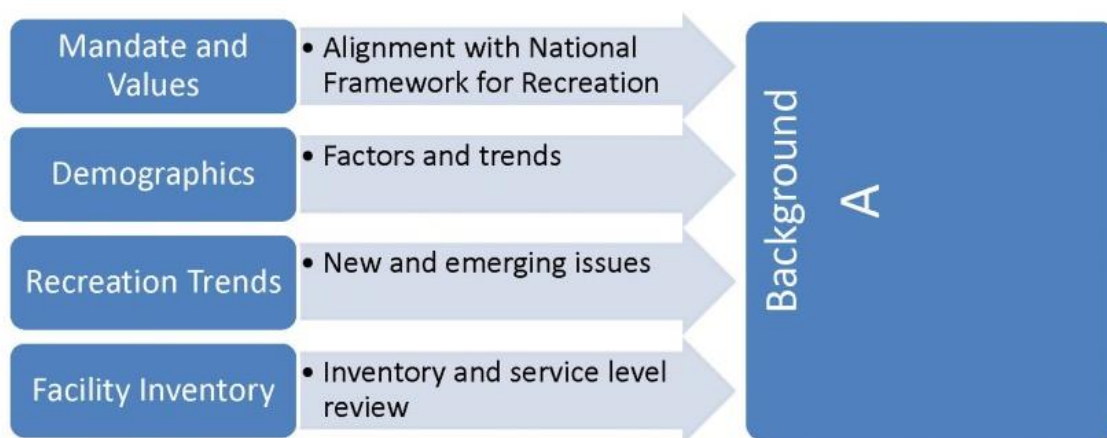 Mandate and
Values
• Alignment with National
Framework for Recreation
Demographics
• Factors and trends
Recreation Trends
• New and emerging issues
Facility Inventory
• Inventory and service level
review
Background
A